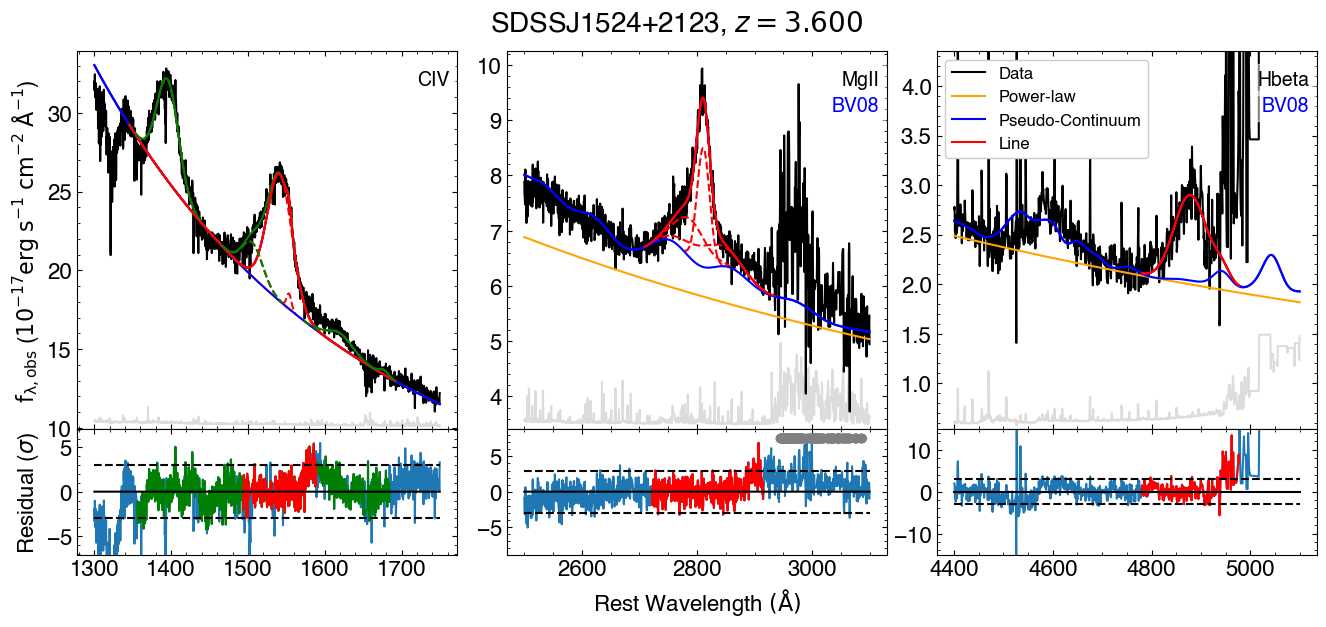 SDSSJ1524+2123, z = 3.600
f_λ,obs (10⁻¹⁷erg s⁻¹ cm⁻² Å⁻¹)
30
25
20
15
10
CIV
10
9
8
7
6
5
4
MgII
BV08
4.0
3.5
3.0
2.5
2.0
1.5
1.0
Data
Power-law
Pseudo-Continuum
Line
Hbeta
BV08
Residual (σ)
5
0
−5
1300 1400 1500 1600 1700
5
0
−5
2600 2800 3000
10
0
−10
4400 4600 4800 5000
Rest Wavelength (Å)